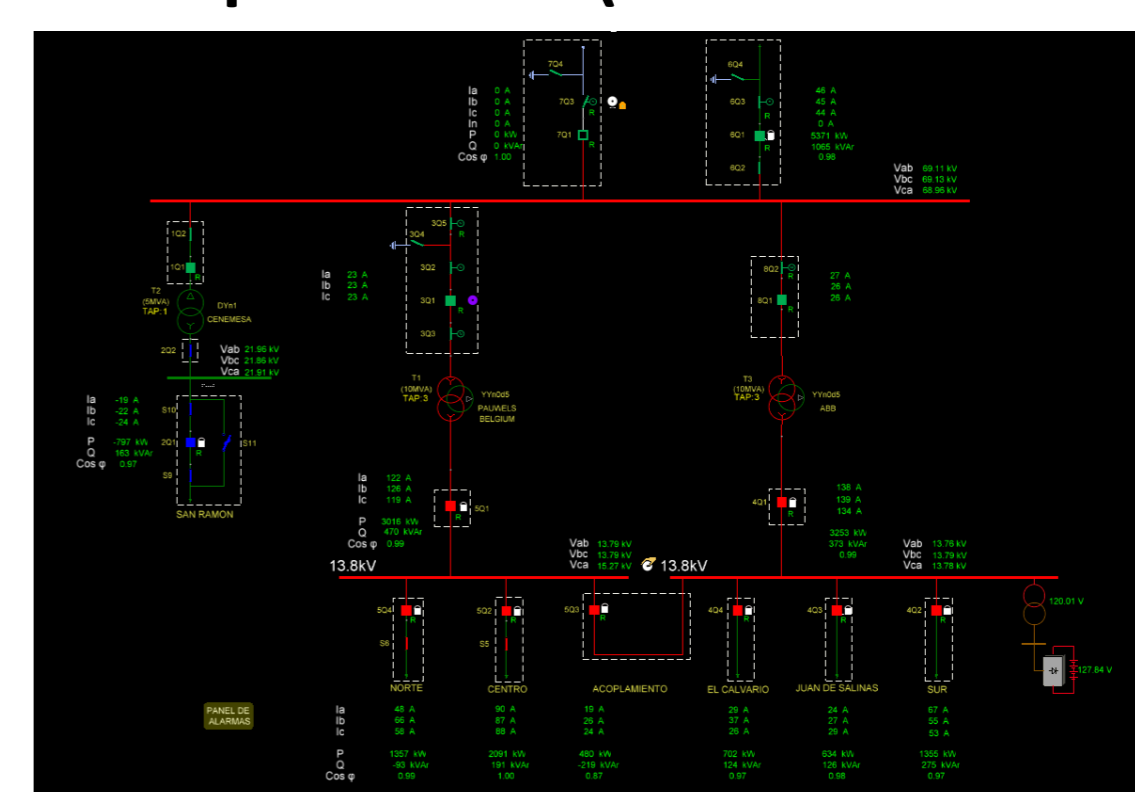 7Q4
6Q4
Ia 0 A
Ib 0 A
Ic 0 A
In 0 A
P 0 kW
Q 0 kVAr
Cos φ 1.00
7Q3
R
7Q1
R
6Q3
R
6Q1
R
6Q2
46 A
45 A
44 A
0 A
5371 kW
1065 kVAr
0.98
Vab 69.11 kV
Vbc 69.13 kV
Vca 68.96 kV
1Q2
1Q1
R
T2
(5MVA)
TAP:1
DYn1
CENEMESA
2Q2
Vab 21.96 kV
Vbc 21.86 kV
Vca 21.91 kV
Ia -19 A
Ib -22 A
Ic -24 A
P -797 kW
Q 163 kVAr
Cos φ 0.97
S10
2Q1
R
S11
S9
SAN RAMON
3Q5
R
3Q4
3Q2
3Q1
R
3Q3
Ia 23 A
Ib 23 A
Ic 23 A
T1
(10MVA)
TAP:3
YYn0d5
PAUWELS
BELGIUM
8Q2
R
8Q1
R
27 A
26 A
26 A
T3
(10MVA)
TAP:3
YYn0d5
ABB
Ia 122 A
Ib 126 A
Ic 119 A
P 3016 kW
Q 470 kVAr
Cos φ 0.99
5Q1
R
4Q1
R
138 A
139 A
134 A
3253 kW
373 kVAr
0.99
Vab 13.79 kV
Vbc 13.79 kV
Vca 15.27 kV
Vab 13.76 kV
Vbc 13.79 kV
Vca 13.78 kV
13.8kV
13.8kV
5Q4
R
S6
5Q2
R
S5
5Q3
R
4Q4
R
4Q3
R
4Q2
R
120.01 V
127.84 V
NORTE CENTRO ACOPLAMIENTO EL CALVARIO JUAN DE SALINAS SUR
PANEL DE
ALARMAS
Ia 48 A 90 A 19 A 29 A 24 A 67 A
Ib 66 A 87 A 26 A 37 A 27 A 55 A
Ic 58 A 88 A 24 A 26 A 29 A 53 A
P 1357 kW 2091 kW 480 kW 702 kW 634 kW 1355 kW
Q -93 kVAr 191 kVAr -219 kVAr 124 kVAr 126 kVAr 275 kVAr
Cos φ 0.99 1.00 0.87 0.97 0.98 0.97